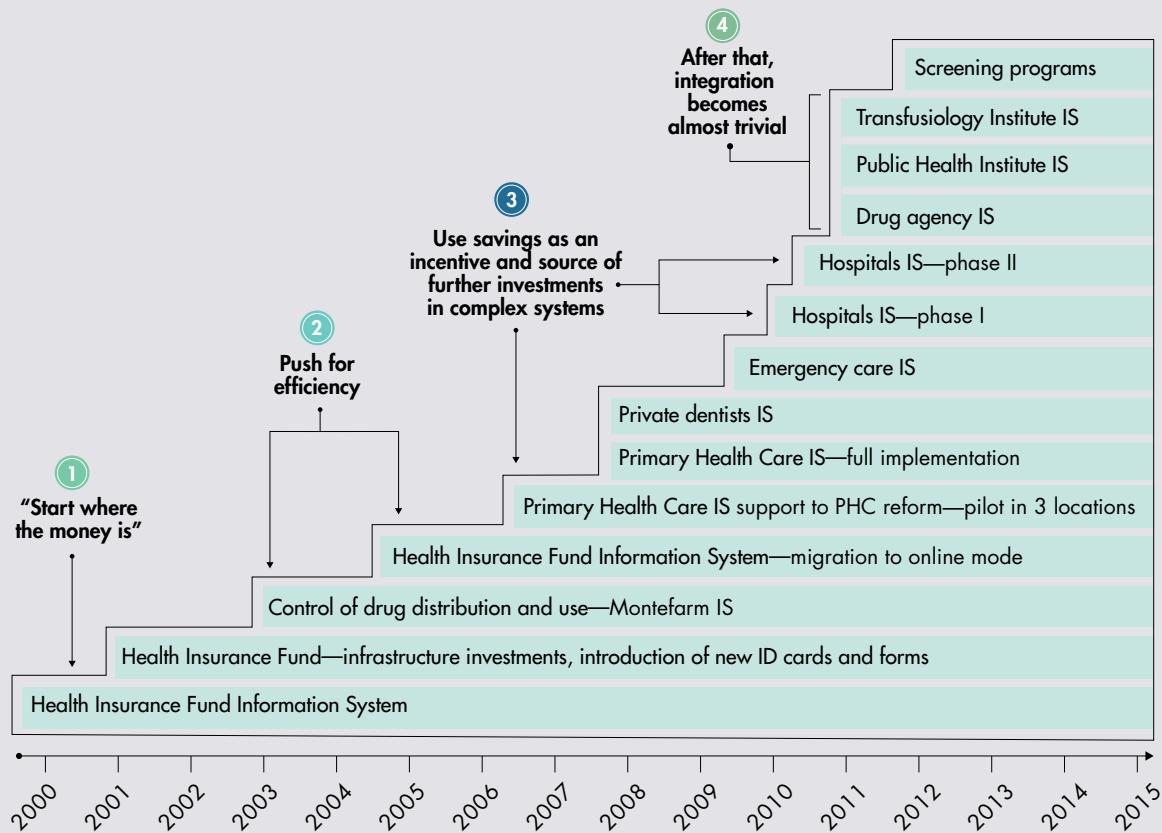 4
After that,
integration
becomes
almost trivial
Screening programs
Transfusiology Institute IS
Public Health Institute IS
Drug agency IS
3
Use savings as an
incentive and source of
further investments
in complex systems
Hospitals IS—phase II
Hospitals IS—phase I
2
Push for
efficiency
Emergency care IS
Private dentists IS
Primary Health Care IS—full implementation
1
"Start where
the money is"
Primary Health Care IS support to PHC reform—pilot in 3 locations
Health Insurance Fund Information System—migration to online mode
Control of drug distribution and use—Montefarm IS
Health Insurance Fund—infrastructure investments, introduction of new ID cards and forms
Health Insurance Fund Information System
2000 2001 2002 2003 2004 2005 2006 2007 2008 2009 2010 2011 2012 2013 2014 2015